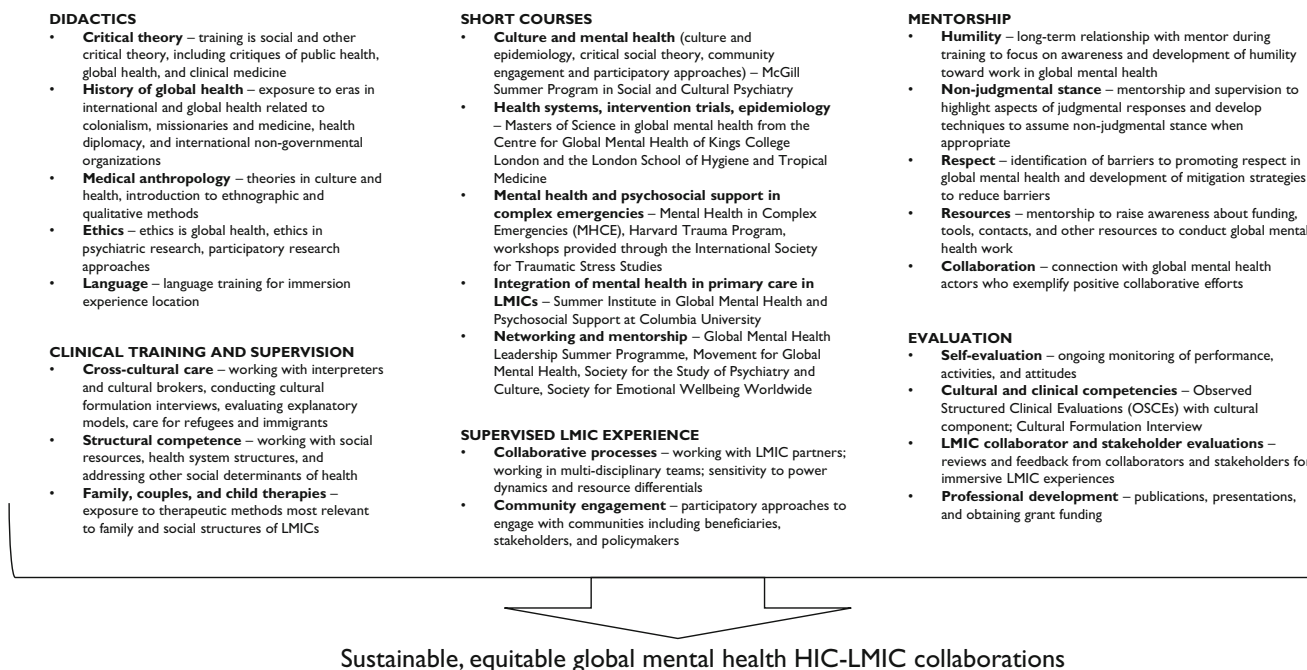 DIDACTICS
• Critical theory – training is social and other
critical theory, including critiques of public health,
global health, and clinical medicine
• History of global health – exposure to eras in
international and global health related to
colonialism, missionaries and medicine, health
diplomacy, and international non-governmental
organizations
• Medical anthropology – theories in culture and
health, introduction to ethnographic and
qualitative methods
• Ethics – ethics is global health, ethics in
psychiatric research, participatory research
approaches
• Language – language training for immersion
experience location
CLINICAL TRAINING AND SUPERVISION
• Cross-cultural care – working with interpreters
and cultural brokers, conducting cultural
formulation interviews, evaluating explanatory
models, care for refugees and immigrants
• Structural competence – working with social
resources, health system structures, and
addressing other social determinants of health
• Family, couples, and child therapies –
exposure to therapeutic methods most relevant
to family and social structures of LMICs
SHORT COURSES
• Culture and mental health (culture and
epidemiology, critical social theory, community
engagement and participatory approaches) – McGill
Summer Program in Social and Cultural Psychiatry
• Health systems, intervention trials, epidemiology
– Masters of Science in global mental health from the
Centre for Global Mental Health of Kings College
London and the London School of Hygiene and Tropical
Medicine
• Mental health and psychosocial support in
complex emergencies – Mental Health in Complex
Emergencies (MHCE), Harvard Trauma Program,
workshops provided through the International Society
for Traumatic Stress Studies
• Integration of mental health in primary care in
LMICs – Summer Institute in Global Mental Health and
Psychosocial Support at Columbia University
• Networking and mentorship – Global Mental Health
Leadership Summer Programme, Movement for Global
Mental Health, Society for the Study of Psychiatry and
Culture, Society for Emotional Wellbeing Worldwide
SUPERVISED LMIC EXPERIENCE
• Collaborative processes – working with LMIC partners;
working in multi-disciplinary teams; sensitivity to power
dynamics and resource differentials
• Community engagement – participatory approaches to
engage with communities including beneficiaries,
stakeholders, and policymakers
MENTORSHIP
• Humility – long-term relationship with mentor during
training to focus on awareness and development of humility
toward work in global mental health
• Non-judgmental stance – mentorship and supervision to
highlight aspects of judgmental responses and develop
techniques to assume non-judgmental stance when
appropriate
• Respect – identification of barriers to promoting respect in
global mental health and development of mitigation strategies
to reduce barriers
• Resources – mentorship to raise awareness about funding,
tools, contacts, and other resources to conduct global mental
health work
• Collaboration – connection with global mental health
actors who exemplify positive collaborative efforts
EVALUATION
• Self-evaluation – ongoing monitoring of performance,
activities, and attitudes
• Cultural and clinical competencies – Observed
Structured Clinical Evaluations (OSCEs) with cultural
component; Cultural Formulation Interview
• LMIC collaborator and stakeholder evaluations –
reviews and feedback from collaborators and stakeholders for
immersive LMIC experiences
• Professional development – publications, presentations,
and obtaining grant funding
Sustainable, equitable global mental health HIC-LMIC collaborations